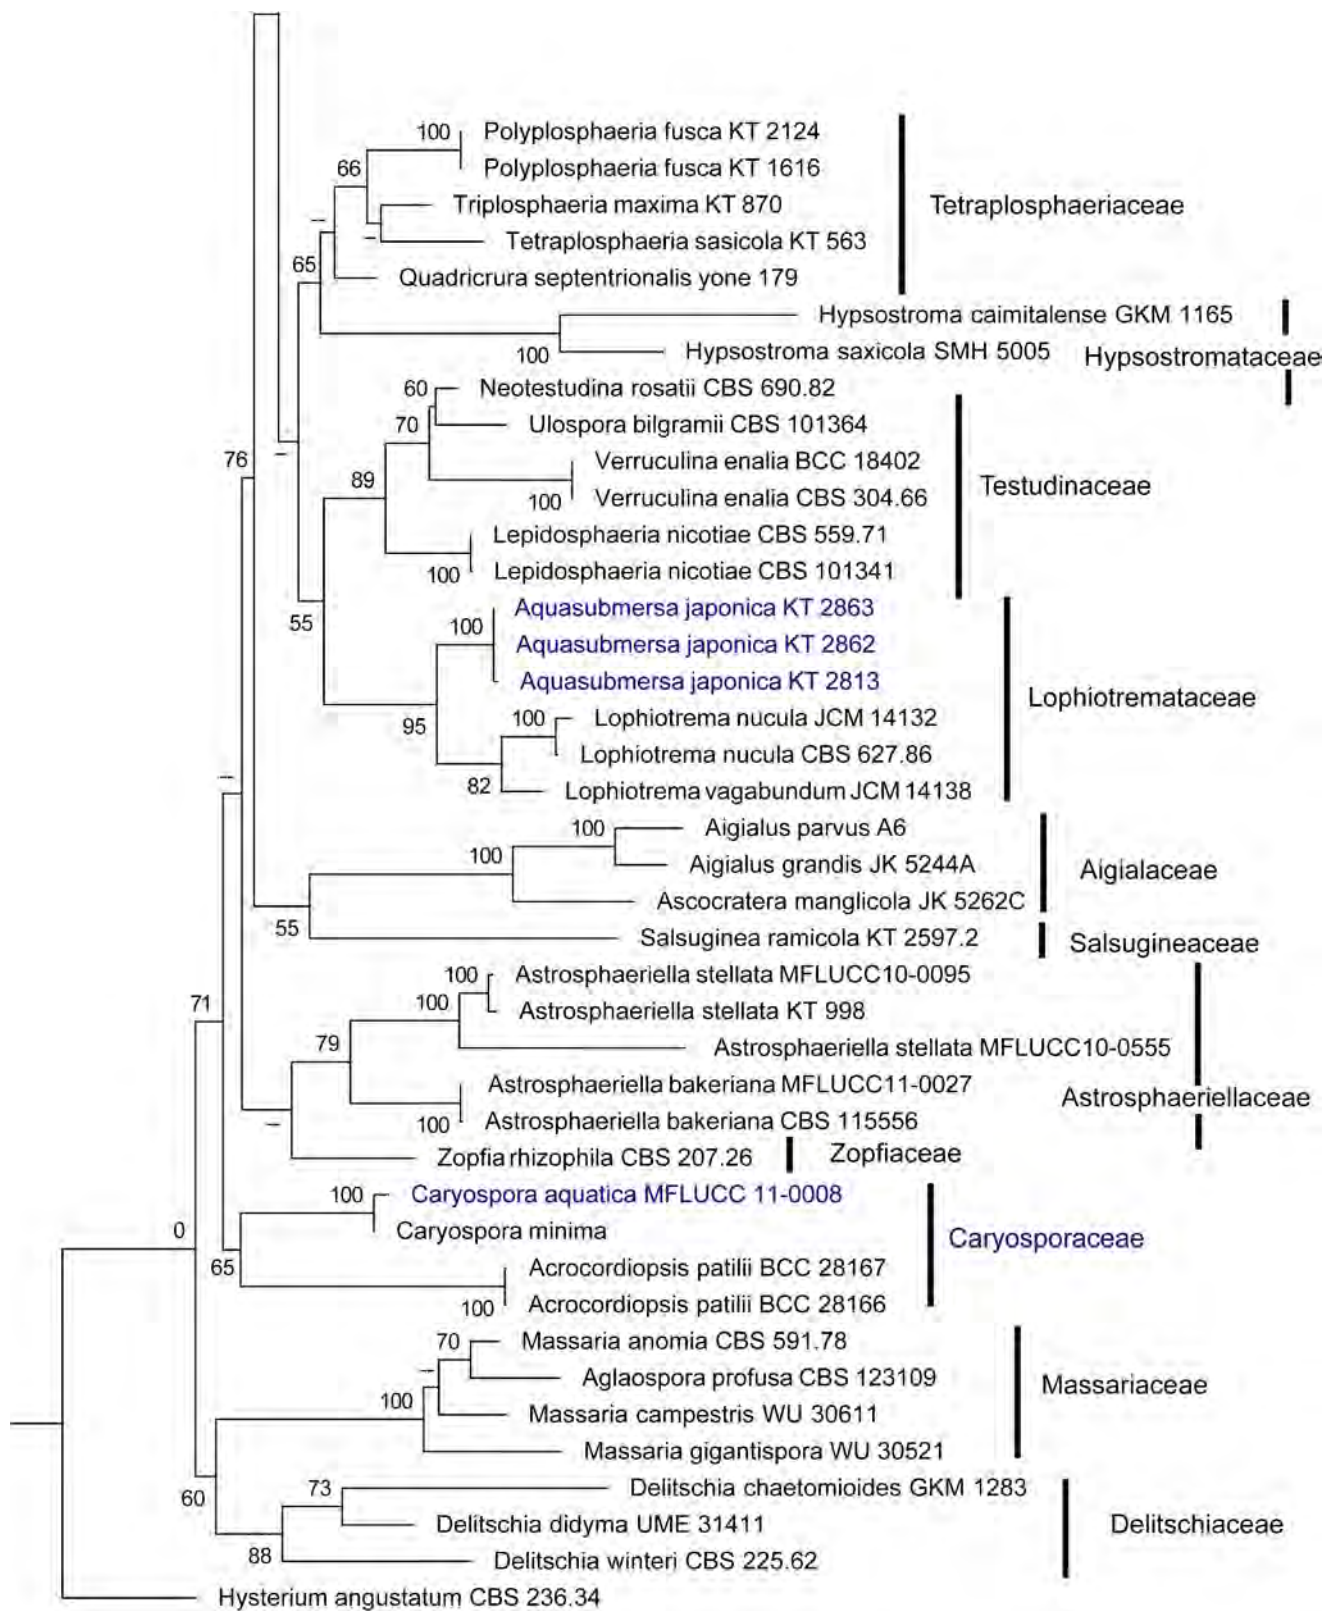 100
Polyplosphaeria fusca KT 2124
Polyplosphaeria fusca KT 1616
66
Triplosphaeria maxima KT 870
Tetraplosphaeriaceae
–
–
Tetraplosphaeria sasicola KT 563
65
Quadricrura septentrionalis yone 179
Hypsostroma caimitalense GKM 1165
100
Hypsostroma saxicola SMH 5005
Hypsostromataceae
60
Neotestudina rosatii CBS 690.82
70
Ulospora bilgramii CBS 101364
76
–
Verruculina enalia BCC 18402
89
100
Verruculina enalia CBS 304.66
Testudinaceae
Lepidosphaeria nicotiae CBS 559.71
100
Lepidosphaeria nicotiae CBS 101341
55
Aquasubmersa japonica KT 2863
100
Aquasubmersa japonica KT 2862
Aquasubmersa japonica KT 2813
Lophiotremataceae
95
100
Lophiotrema nucula JCM 14132
Lophiotrema nucula CBS 627.86
–
82
Lophiotrema vagabundum JCM 14138
100
Aigialus parvus A6
100
Aigialus grandis JK 5244A
Aigialaceae
Ascocratera manglicola JK 5262C
55
Salsuginea ramicola KT 2597.2
Salsugineaceae
100
Astrosphaeriella stellata MFLUCC10-0095
71
100
Astrosphaeriella stellata KT 998
79
Astrosphaeriella stellata MFLUCC10-0555
Astrosphaeriella bakeriana MFLUCC11-0027
Astrosphaeriellaceae
–
100
Astrosphaeriella bakeriana CBS 115556
Zopfia rhizophila CBS 207.26
Zopfiaceae
100
Caryospora aquatica MFLUCC 11-0008
0
Caryospora minima
Caryosporaceae
65
Acrocordiopsis patilii BCC 28167
100
Acrocordiopsis patilii BCC 28166
70
Massaria anomia CBS 591.78
–
Aglaospora profusa CBS 123109
Massariaceae
100
Massaria campestris WU 30611
Massaria gigantispora WU 30521
60
73
Delitschia chaetomioides GKM 1283
Delitschia didyma UME 31411
Delitschiaceae
88
Delitschia winteri CBS 225.62
Hysterium angustatum CBS 236.34